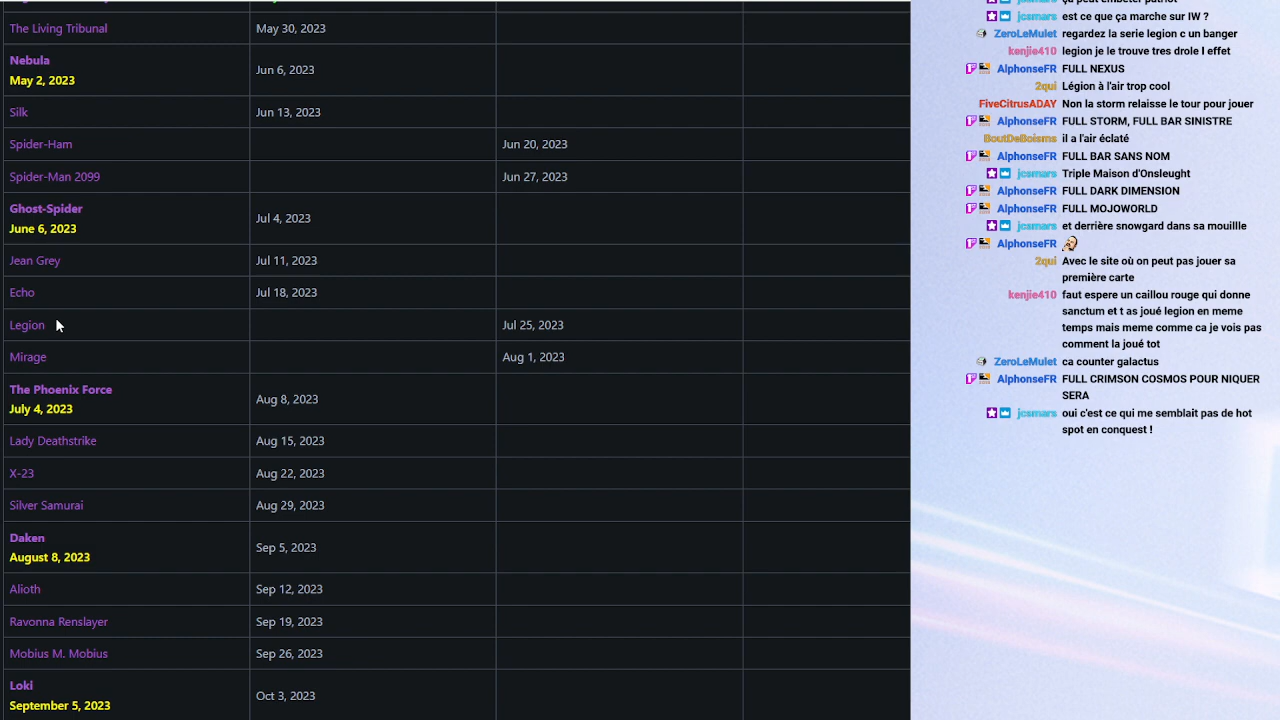 The Living Tribunal May 30, 2023
Nebula
May 2, 2023
Jun 6, 2023
Silk Jun 13, 2023
Spider-Ham Jun 20, 2023
Spider-Man 2099 Jun 27, 2023
Ghost-Spider
June 6, 2023
Jul 4, 2023
Jean Grey Jul 11, 2023
Echo Jul 18, 2023
Legion Jul 25, 2023
Mirage Aug 1, 2023
The Phoenix Force
July 4, 2023
Aug 8, 2023
Lady Deathstrike Aug 15, 2023
X-23 Aug 22, 2023
Silver Samurai Aug 29, 2023
Daken
August 8, 2023
Sep 5, 2023
Alioth Sep 12, 2023
Ravonna Renslayer Sep 19, 2023
Mobius M. Mobius Sep 26, 2023
Loki
September 5, 2023
Oct 3, 2023
jcsmars est ce que ça marche sur IW ?
ZeroLeMulet regardez la serie legion c un banger
kenjie410 legion je le trouve tres drole l effet
AlphonseFR FULL NEXUS
2qui Légion à l'air trop cool
FiveCitrusADAY Non la storm relaisse le tour pour jouer
AlphonseFR FULL STORM, FULL BAR SINISTRE
BoutDeBoisms il a l'air éclaté
AlphonseFR FULL BAR SANS NOM
jcsmars Triple Maison d'Onsleught
AlphonseFR FULL DARK DIMENSION
AlphonseFR FULL MOJOWORLD
jcsmars et derrière snowgard dans sa mouillle
AlphonseFR
2qui Avec le site où on peut pas jouer sa
première carte
kenjie410 faut espere un caillou rouge qui donne
sanctum et t as joué légion en meme
temps mais meme comme ca je vois pas
comment la joué tot
ZeroLeMulet ca counter galactus
AlphonseFR FULL CRIMSON COSMOS POUR NIQUER
SERA
jcsmars oui c'est ce qui me semblait pas de hot
spot en conquest !